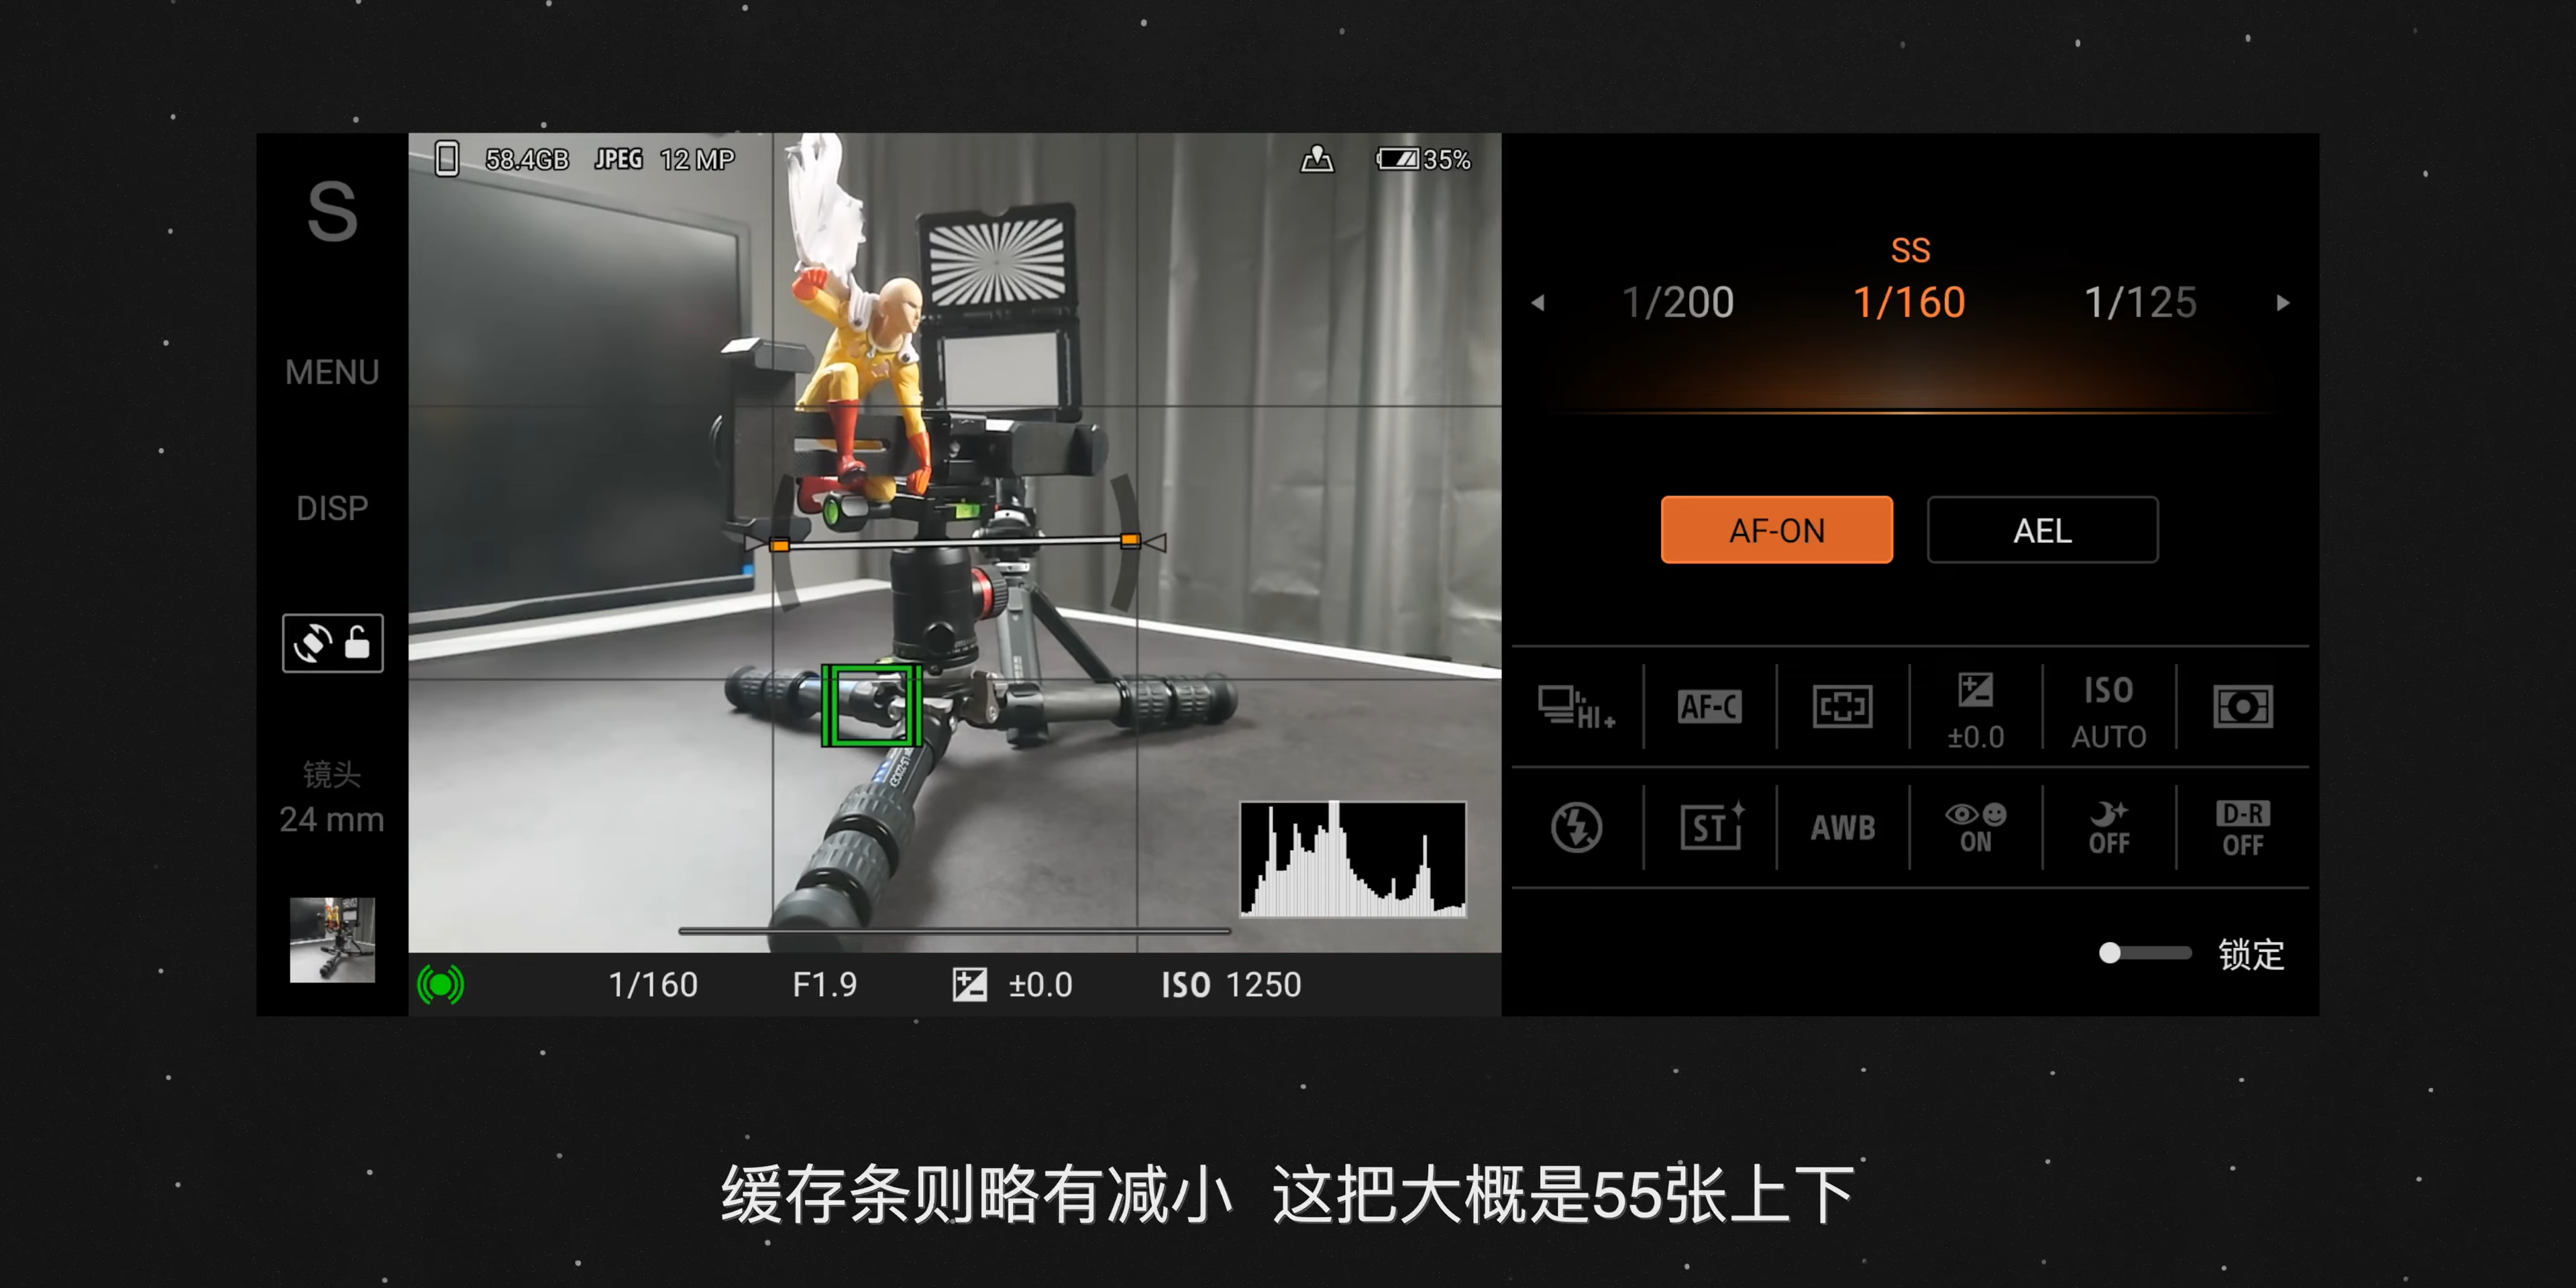 S
MENU
DISP
镜头
24 mm
58.4GB JPEG 12 MP
35%
1/160 F1.9 ±0.0 ISO 1250
SS
1/200 1/160 1/125
AF-ON AEL
HI+
AF-C
±0.0
ISO
AUTO
ST
AWB
ON
OFF
D-R
OFF
锁定
缓存条则略有减小 这把大概是55张上下